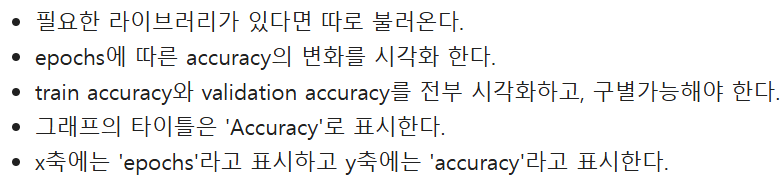 • 필요한 라이브러리가 있다면 따로 불러온다.
• epochs에 따른 accuracy의 변화를 시각화 한다.
• train accuracy와 validation accuracy를 전부 시각화하고, 구별가능해야 한다.
• 그래프의 타이틀은 'Accuracy'로 표시한다.
• x축에는 'epochs'라고 표시하고 y축에는 'accuracy'라고 표시한다.